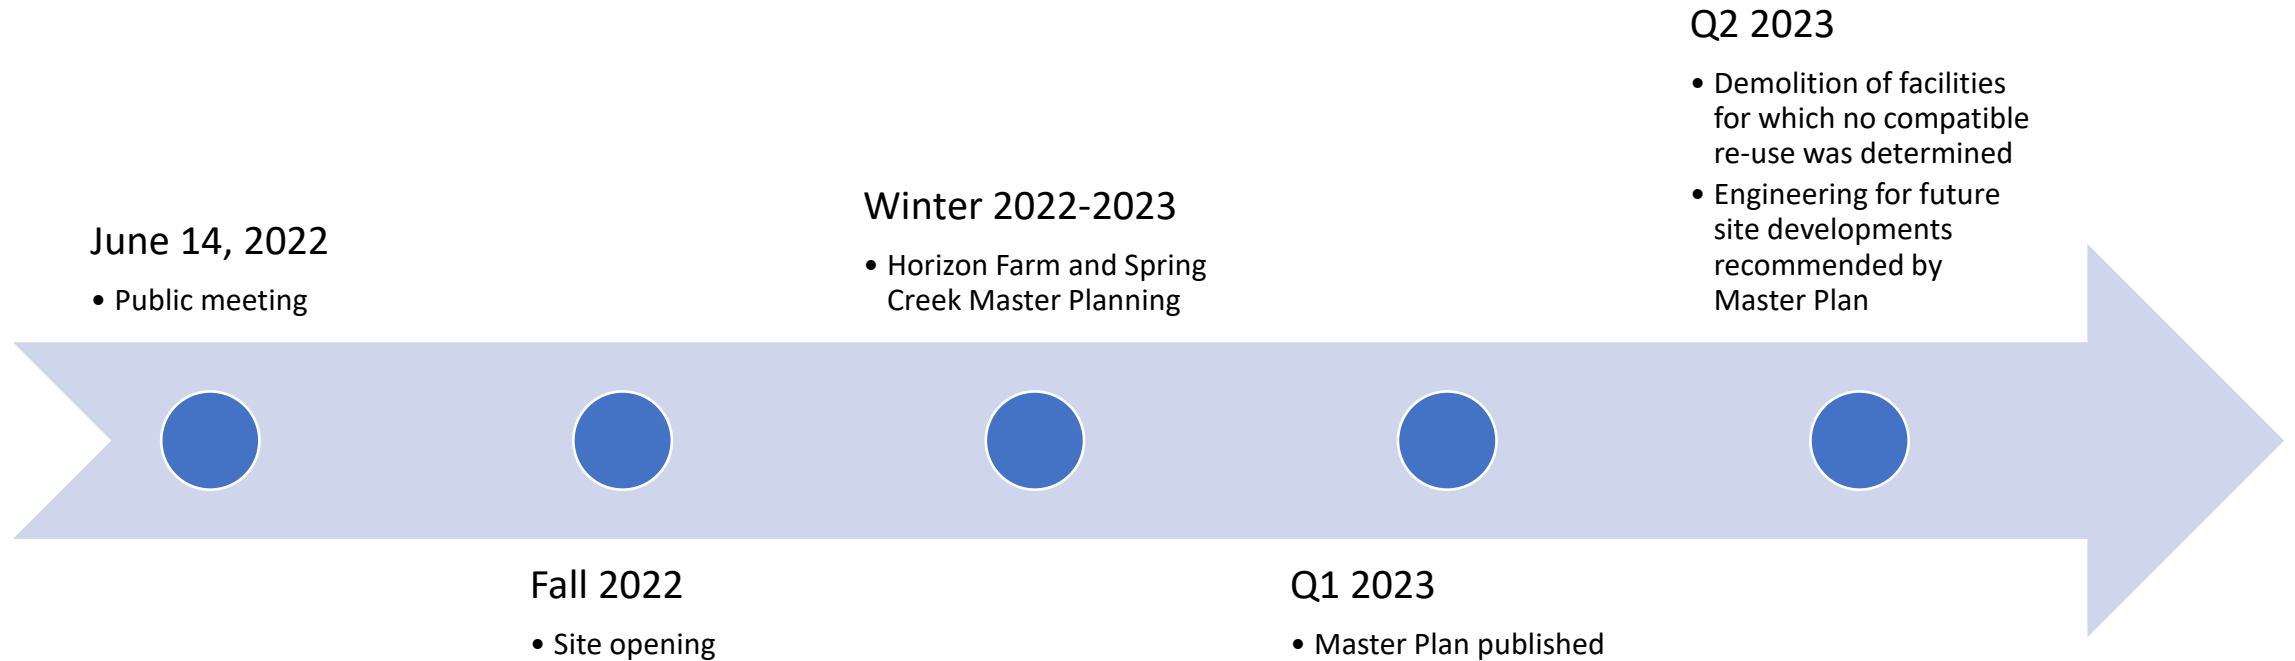 June 14, 2022
• Public meeting
Fall 2022
• Site opening
Winter 2022-2023
• Horizon Farm and Spring
Creek Master Planning
Q1 2023
• Master Plan published
Q2 2023
• Demolition of facilities
for which no compatible
re-use was determined
• Engineering for future
site developments
recommended by
Master Plan